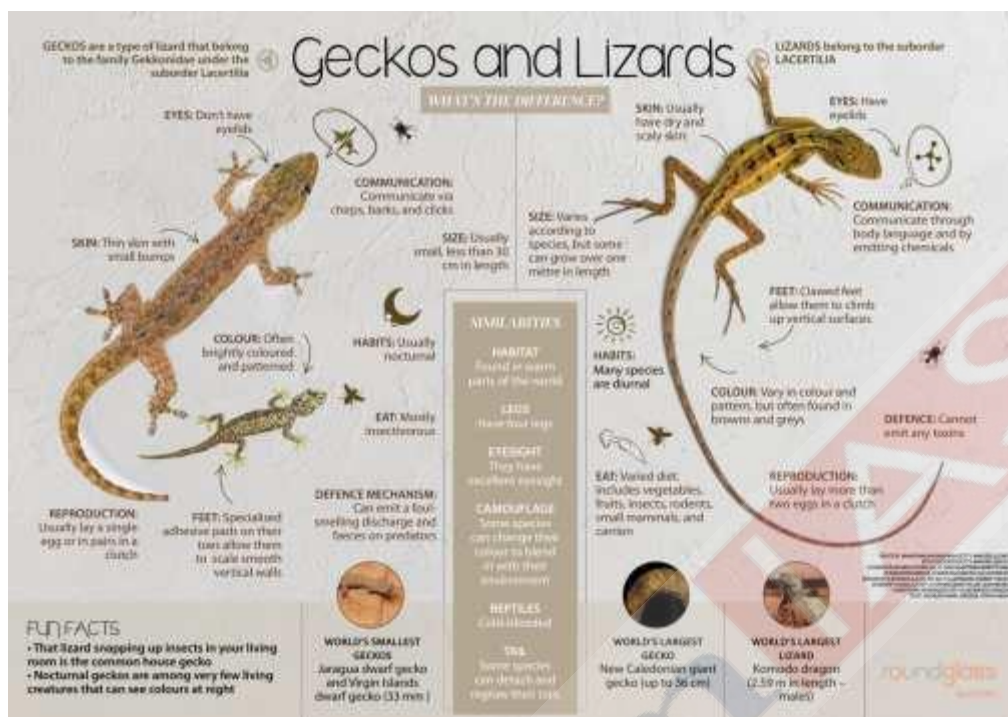 Geckos and Lizards
WHAT'S THE DIFFERENCE?
GECKOS are a type of lizard that belong
to the family Gekkonidae under the
suborder Lacertilia
EYES: Don't have
eyelids
COMMUNICATION:
Communicate via
chirps, barks, and clicks
SKIN: Thin skin with
small bumps
SIZE: Usually
small, less than 30
cm in length
COLOUR: Often
brightly coloured
and patterned
HABITS: Usually
nocturnal
EAT: Mostly
insectivorous
REPRODUCTION:
Usually lay a single
egg or in pairs in a
clutch
FEET: Specialised
adhesive pads on their
toes allow them
to scale smooth
vertical walls
DEFENCE MECHANISM:
Can emit a foul-
smelling discharge and
faeces on predators
LIZARDS belong to the suborder
LACERTILIA
SKIN: Usually
have dry and
scaly skin
EYES: Have
eyelids
COMMUNICATION:
Communicate through
body language and by
emitting chemicals
SIZE: Varies
according to
species, but some
can grow over one
metre in length
FEET: Clawed feet
allow them to climb
up vertical surfaces
HABITS:
Many species
are diurnal
COLOUR: Vary in colour and
pattern, but often found in
browns and greys
DEFENCE: Cannot
emit any toxins
EAT: Varied diet
includes vegetables,
fruits, insects, rodents,
small mammals, and
carrion
REPRODUCTION:
Usually lay more than
two eggs in a clutch
SIMILARITIES
HABITAT
Found in warm
parts of the world
LEGS
Have four legs
EYESIGHT
They have
excellent eyesight
CAMOUFLAGE
Some species
can change their
colour to blend
in with their
environment
REPTILES
Cold-blooded
TAIL
Some species
can detach and
regrow their tails
FUN FACTS
• That lizard snapping up insects in your living
room is the common house gecko
• Nocturnal geckos are among very few living
creatures that can see colours at night
WORLD'S SMALLEST
GECKOS
Jaragua dwarf gecko
and Virgin Islands
dwarf gecko (33 mm)
WORLD'S LARGEST
GECKO
New Caledonian giant
gecko (up to 36 cm)
WORLD'S LARGEST
LIZARD
Komodo dragon
(2.59 m in length –
males)
roundglass
IAS